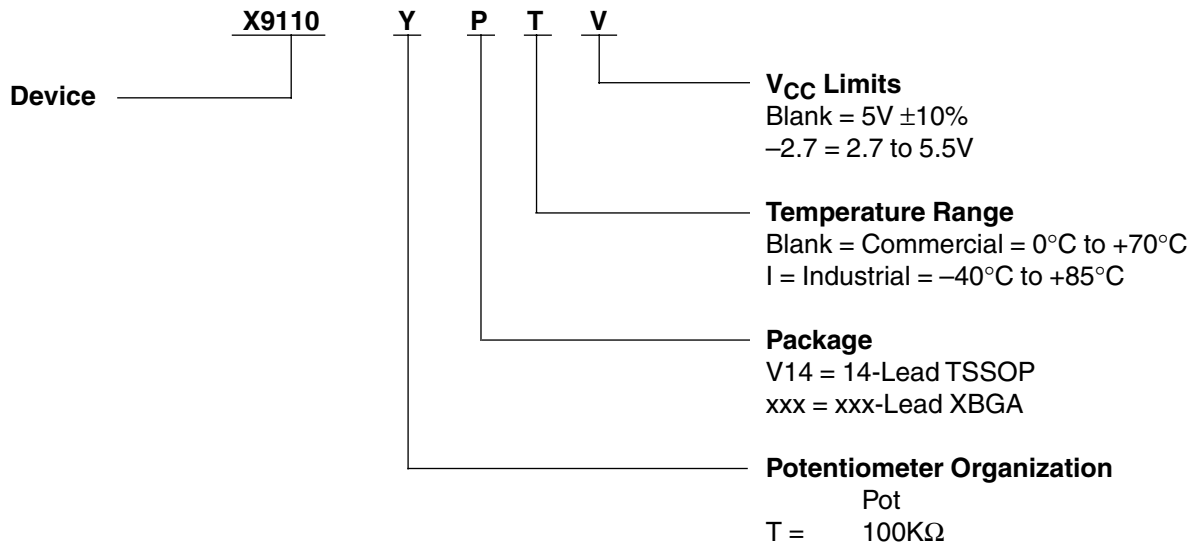 X9110 Y P T V
Device
VCC Limits
Blank = 5V ±10%
–2.7 = 2.7 to 5.5V
Temperature Range
Blank = Commercial = 0°C to +70°C
I = Industrial = –40°C to +85°C
Package
V14 = 14-Lead TSSOP
xxx = xxx-Lead XBGA
Potentiometer Organization
Pot
T = 100KΩ